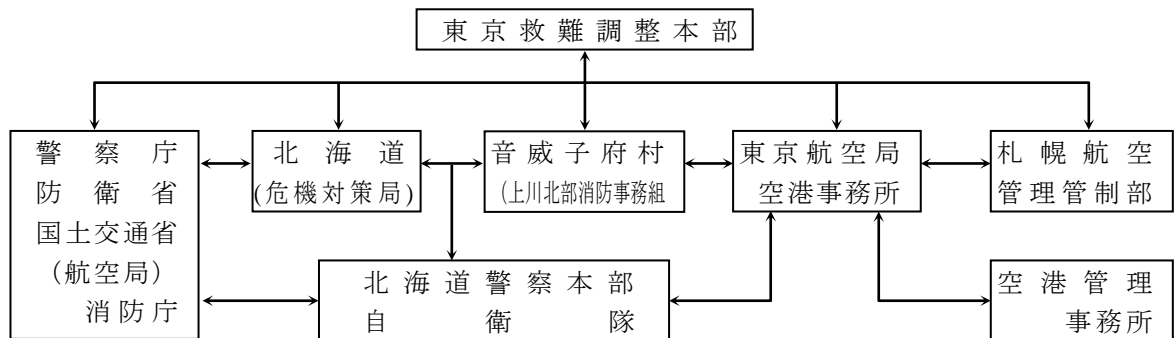 東京救難調整本部
警察庁
防衛省
国土交通省
(航空局)
消防庁
北海道
(危機対策局)
音威子府村
(上川北部消防事務組
東京航空局
空港事務所
札幌航空
管理管制部
北海道警察本部
自衛隊
空港管理
事務所